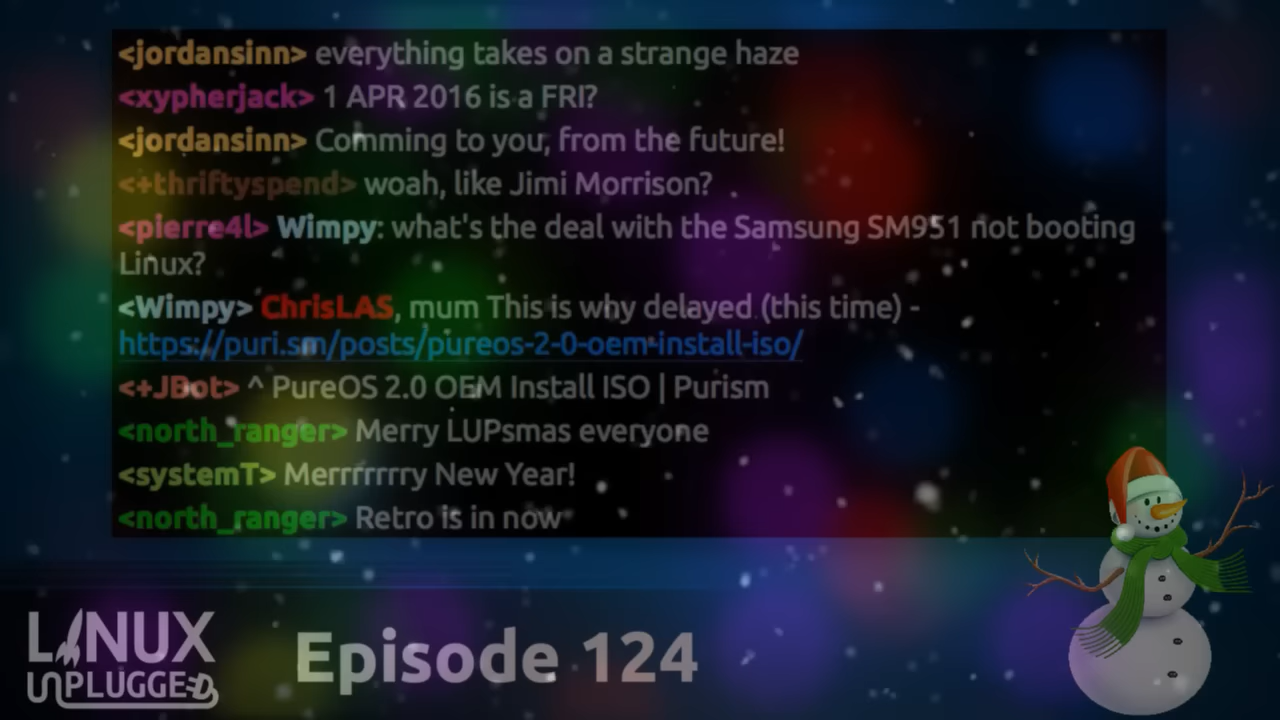 <jordansinn> everything takes on a strange haze
<xypherjack> 1 APR 2016 is a FRI?
<jordansinn> Comming to you, from the future!
<+thriftyspend> woah, like Jimi Morrison?
<pierre4l> Wimpy: what's the deal with the Samsung SM951 not booting
Linux?
<Wimpy> ChrisLAS, mum This is why delayed (this time) -
https://puri.sm/posts/pureos-2-0-oem-install-iso/
<+JBot> ^ PureOS 2.0 OEM Install ISO | Purism
<north_ranger> Merry LUPsmas everyone
<systemT> Merrrrrrry New Year!
<north_ranger> Retro is in now
LINUX
UNPLUGGED
Episode 124